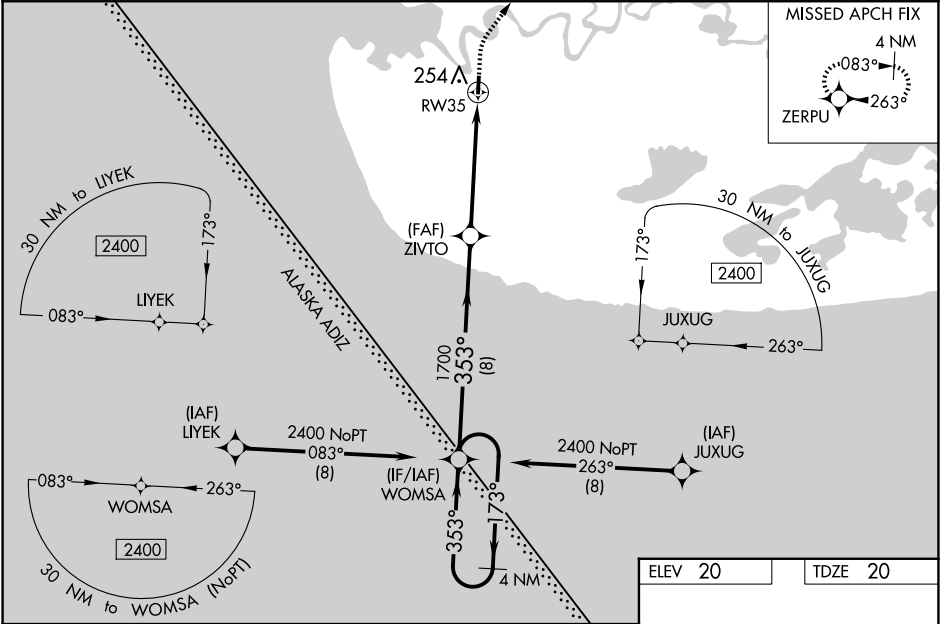 MISSED APCH FIX
4 NM
083°
263°
ZERPU
254
RW35
30 NM to LIYEK
2400
173°
LIYEK
083°
(FAF)
ZIVTO
ALASKA ADIZ
30 NM to JUXUG
173°
2400
JUXUG
263°
1700
353°
(8)
(IAF)
LIYEK
2400 NoPT
083°
(8)
(IF/IAF)
WOMSA
2400 NoPT
263°
(8)
(IAF)
JUXUG
083°
263°
WOMSA
2400
30 NM to WOMSA (NoPT)
353°
173°
4 NM
ELEV 20
TDZE 20